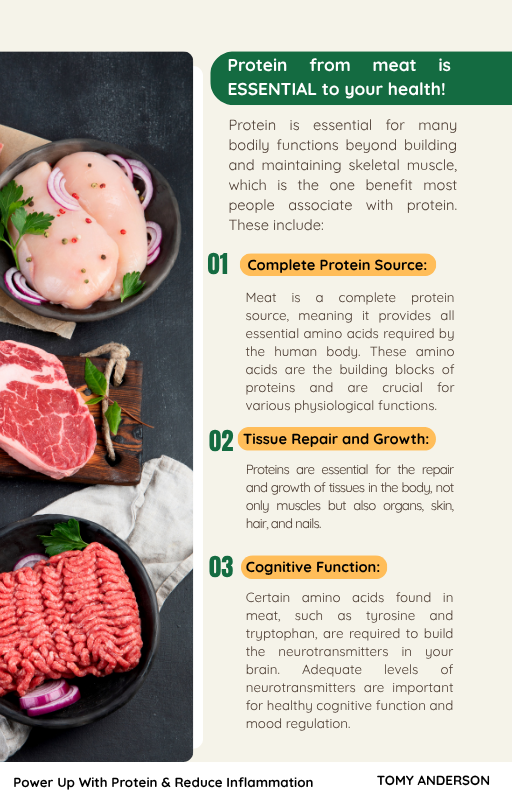 Protein from meat is
ESSENTIAL to your health!
Protein is essential for many
bodily functions beyond building
and maintaining skeletal muscle,
which is the one benefit most
people associate with protein.
These include:
01 Complete Protein Source:
Meat is a complete protein
source, meaning it provides all
essential amino acids required by
the human body. These amino
acids are the building blocks of
proteins and are crucial for
various physiological functions.
02 Tissue Repair and Growth:
Proteins are essential for the repair
and growth of tissues in the body, not
only muscles but also organs, skin,
hair, and nails.
03 Cognitive Function:
Certain amino acids found in
meat, such as tyrosine and
tryptophan, are required to build
the neurotransmitters in your
brain. Adequate levels of
neurotransmitters are important
for healthy cognitive function and
mood regulation.
Power Up With Protein & Reduce Inflammation
TOMY ANDERSON